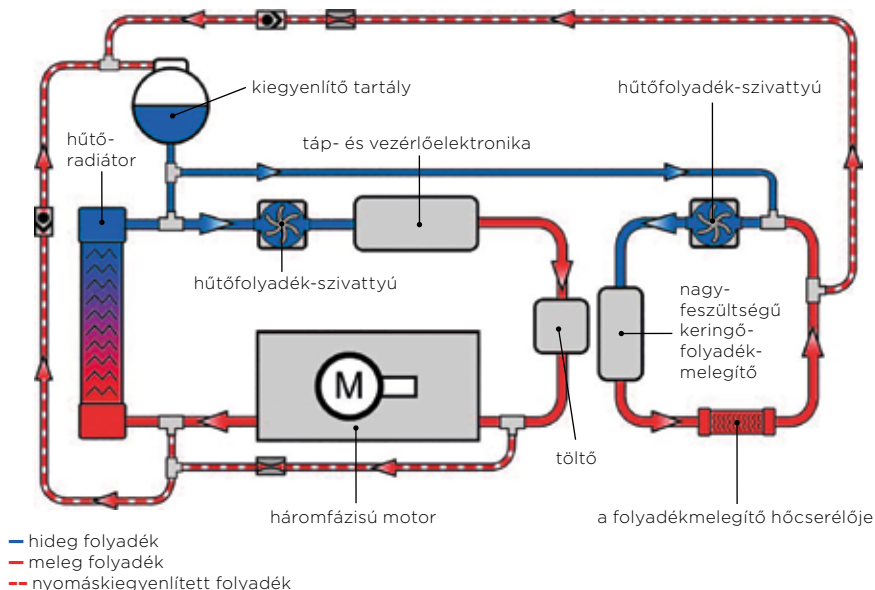 kiegyenlítő tartály
hűtőfolyadék-szivattyú
hűtő-
radiátor
táp- és vezérlőelektronika
hűtőfolyadék-szivattyú
nagy-
feszültségű
keringő-
folyadék-
melegítő
M
töltő
háromfázisú motor
a folyadékmelegítő hőcserélője
hideg folyadék
meleg folyadék
nyomáskiegyenlített folyadék